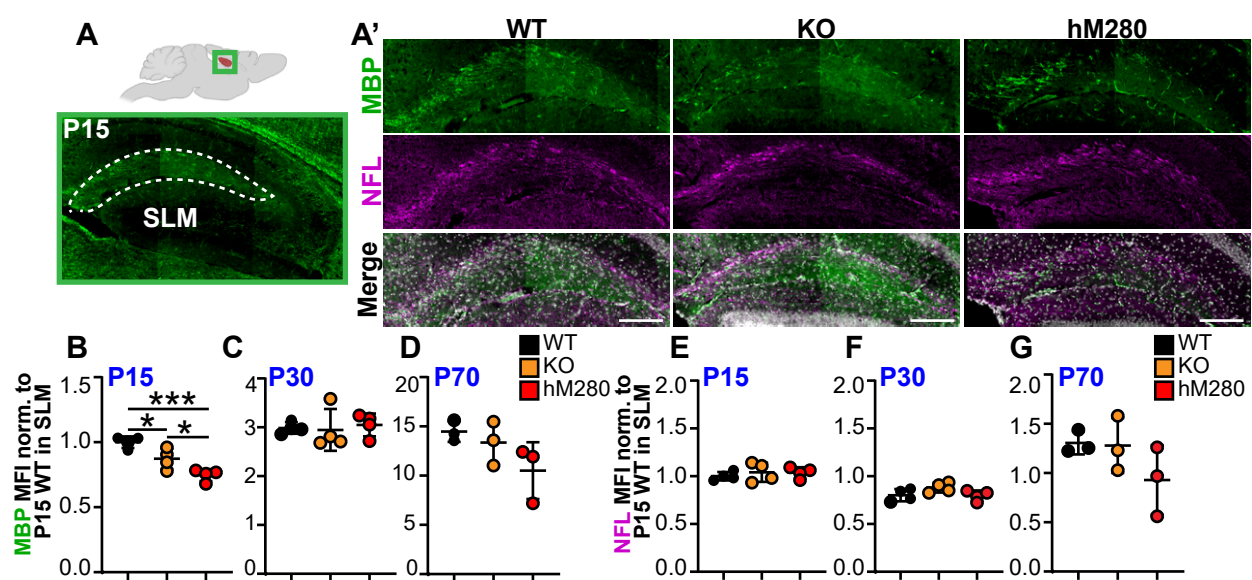 A
A'
WT
KO
hM280
P15
SLM
MBP
NFL
Merge
B
C
D
WT
KO
hM280
E
F
G
WT
KO
hM280
MBP MFI norm. to
P15 WT in SLM
P15
1.5
1.0
0.5
0.0
***
*
*
P30
4
3
2
1
0
P70
20
15
10
5
0
NFL MFI norm. to
P15 WT in SLM
P15
2.0
1.5
1.0
0.5
0.0
P30
2.0
1.5
1.0
0.5
0.0
P70
2.0
1.5
1.0
0.5
0.0